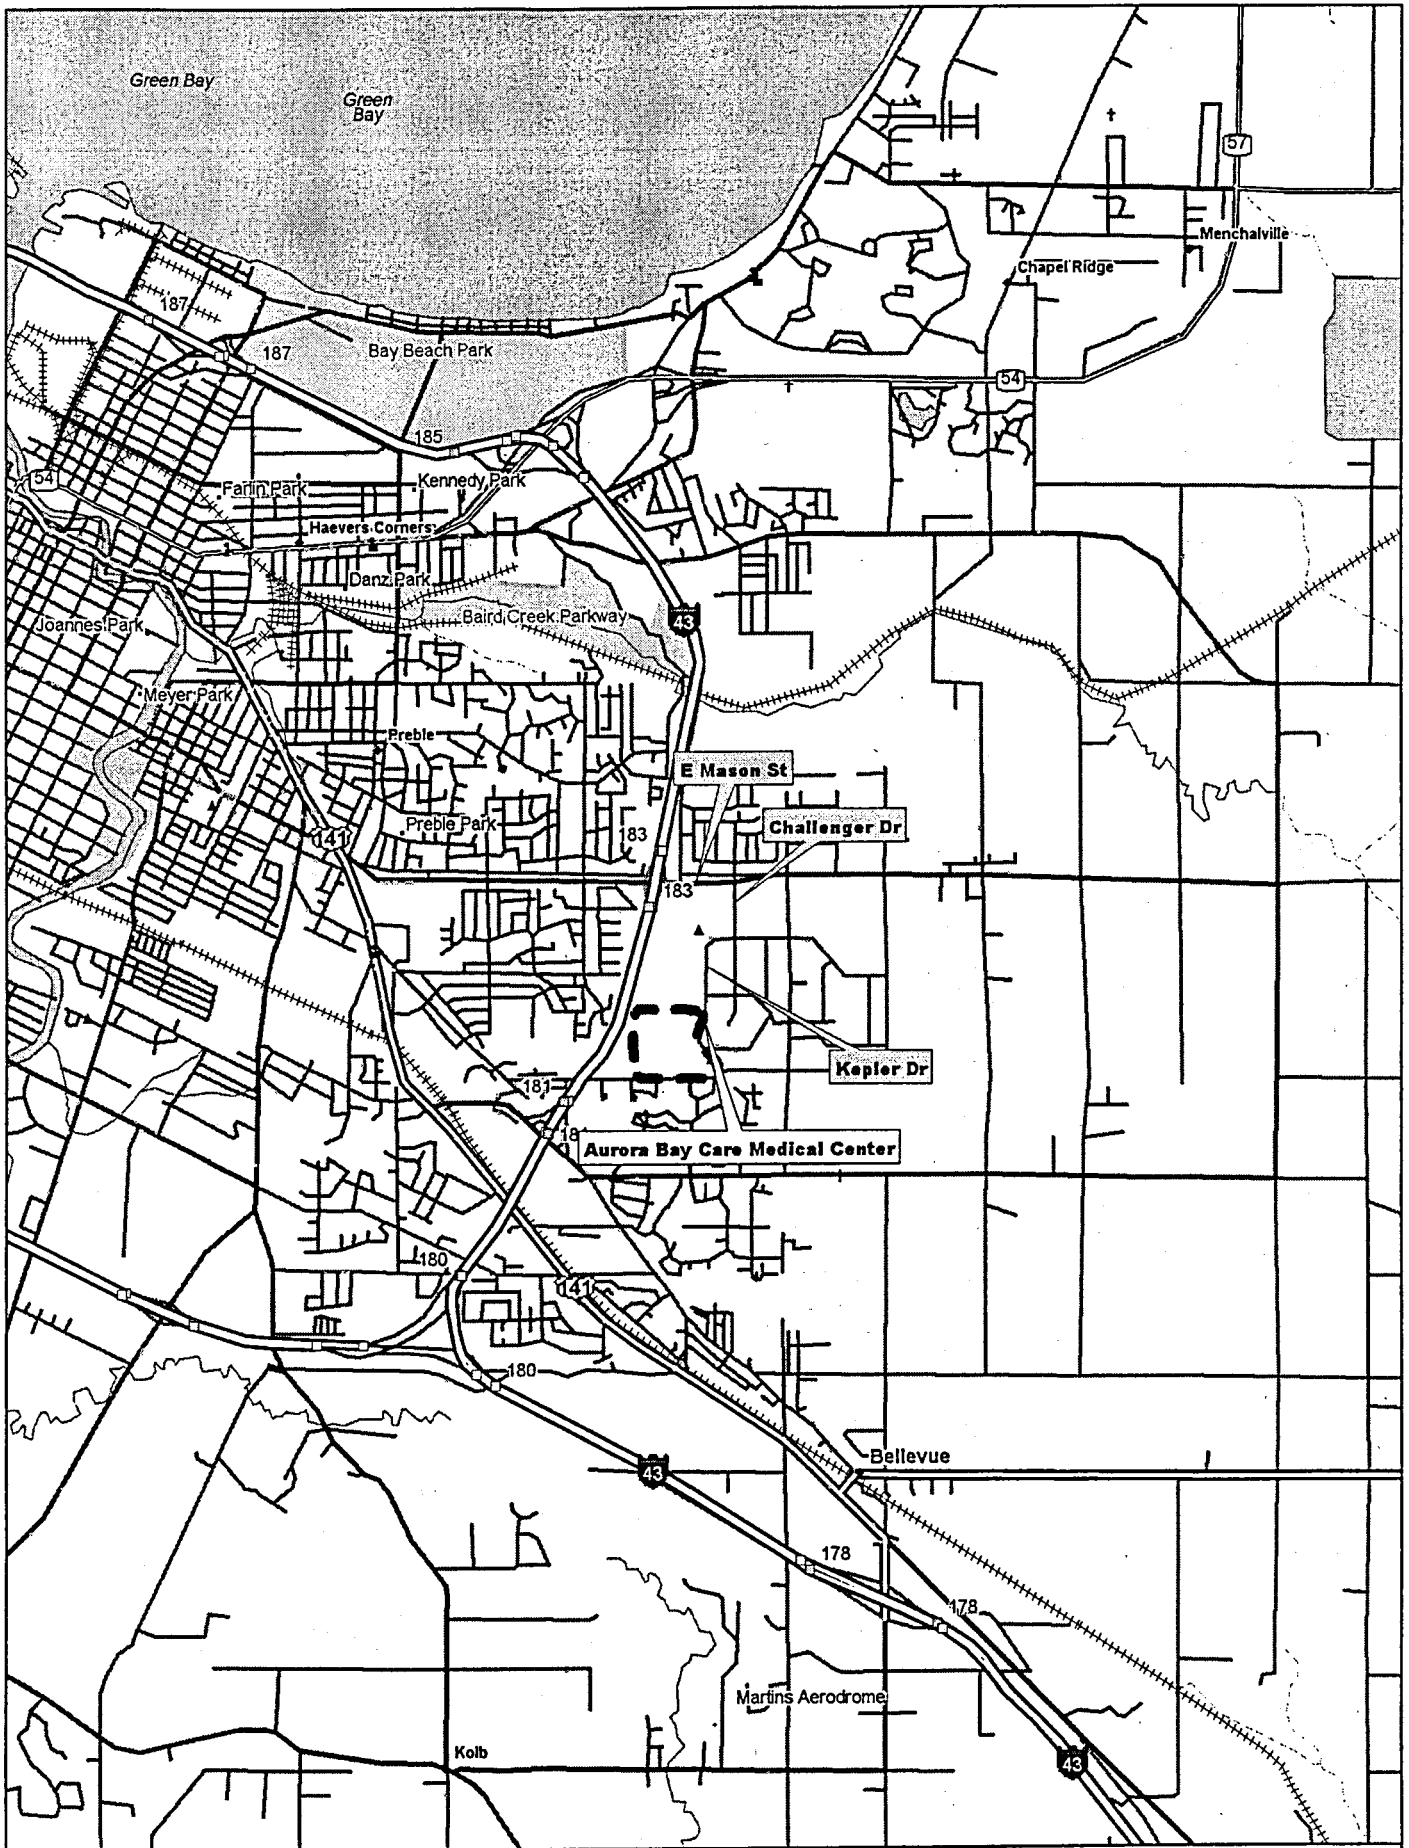 Green Bay
Green
Bay
57
Menchalville
Chapel Ridge
187
187
Bay Beach Park
54
185
54
Farlin Park
Kennedy Park
Haevers Corners
Danz Park
Baird Creek Parkway
43
Joannes Park
Meyer Park
Preble
E Mason St
Challenger Dr
141
Preble Park
183
183
Kepler Dr
181
181
Aurora Bay Care Medical Center
180
141
180
Bellevue
43
178
178
Martins Aerodrome
Kolb
43